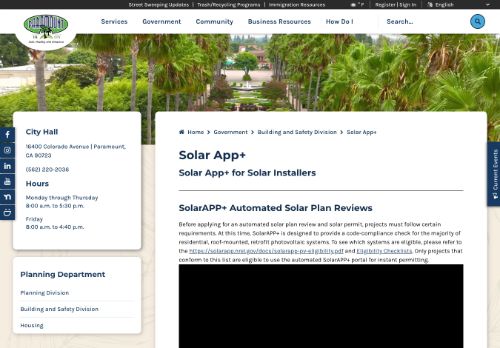 Street Sweeping Updates | Trash/Recycling Programs | Immigration Resources
° F
Register | Sign In
English
PARAMOUNT
Services
Government
Community
Business Resources
How Do I
Search...
City Hall
16400 Colorado Avenue | Paramount,
CA 90723
(562) 220-2036
Hours
Monday through Thursday
8:00 a.m. to 5:30 p.m.
Friday
8:00 a.m. to 4:40 p.m.
Planning Department
Planning Division
Building and Safety Division
Housing
Home > Government > Building and Safety Division > Solar App+
Solar App+
Solar App+ for Solar Installers
SolarAPP+ Automated Solar Plan Reviews
Before applying for an automated solar plan review and solar permit, projects must follow certain
requirements. At this time, SolarAPP+ is designed to provide a code-compliance check for the majority of
residential, roof-mounted, retrofit photovoltaic systems. To see which systems are eligible, please refer to
the https://solarapp.nrel.gov/docs/solarapp-pv-eligibility.pdf and Eligibility Checklists. Only projects that
conform to this list are eligible to use the automated SolarAPP+ portal for instant permitting.
Current Events